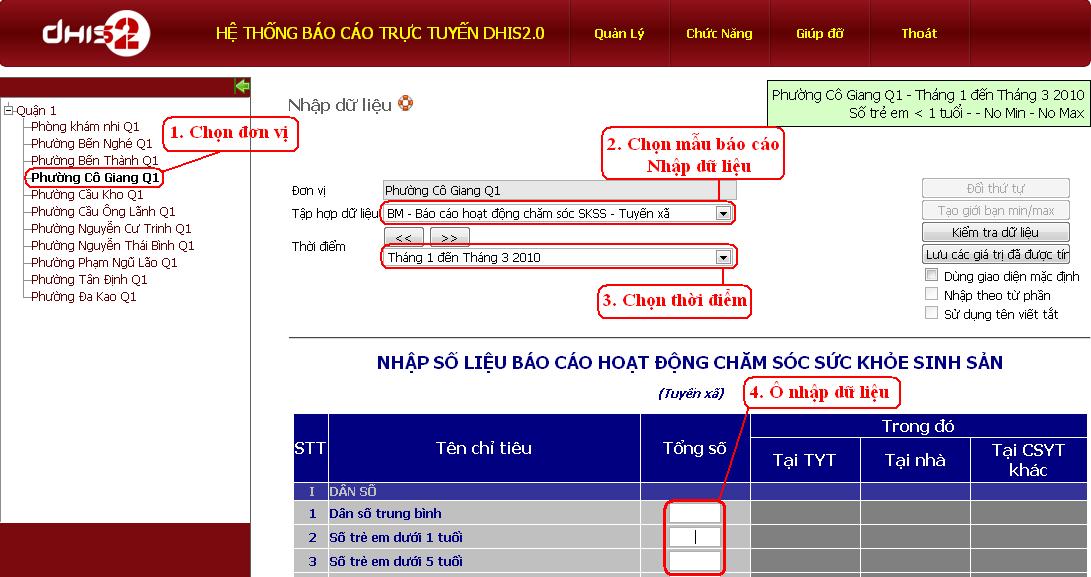 dhis2
HỆ THỐNG BÁO CÁO TRỰC TUYẾN DHIS2.0
Quản Lý
Chức Năng
Giúp đỡ
Thoát
Quận 1
Phòng khám nhi Q1
Phường Bến Nghé Q1
Phường Bến Thành Q1
Phường Cô Giang Q1
Phường Cầu Kho Q1
Phường Cầu Ông Lãnh Q1
Phường Nguyễn Cư Trinh Q1
Phường Nguyễn Thái Bình Q1
Phường Phạm Ngũ Lão Q1
Phường Tân Định Q1
Phường Đa Kao Q1
1. Chọn đơn vị
Nhập dữ liệu
Phường Cô Giang Q1 - Tháng 1 đến Tháng 3 2010
Số trẻ em < 1 tuổi - - No Min - No Max
2. Chọn mẫu báo cáo
Nhập dữ liệu
Đơn vị
Phường Cô Giang Q1
Tập hợp dữ liệu
BM - Báo cáo hoạt động chăm sóc SKSS - Tuyến xã
Thời điểm
<<
>>
Tháng 1 đến Tháng 3 2010
3. Chọn thời điểm
Đổi thứ tự
Tạo giới bạn min/max
Kiểm tra dữ liệu
Lưu các giá trị đã được tír
Dùng giao diện mặc định
Nhập theo từ phần
Sử dụng tên viết tắt
NHẬP SỐ LIỆU BÁO CÁO HOẠT ĐỘNG CHĂM SÓC SỨC KHỎE SINH SẢN
(Tuyến xã)
4. Ô nhập dữ liệu
STT
Tên chỉ tiêu
Tổng số
Trong đó
Tại TYT
Tại nhà
Tại CSYT
khác
I DÂN SỐ
1 Dân số trung bình
2 Số trẻ em dưới 1 tuổi
3 Số trẻ em dưới 5 tuổi